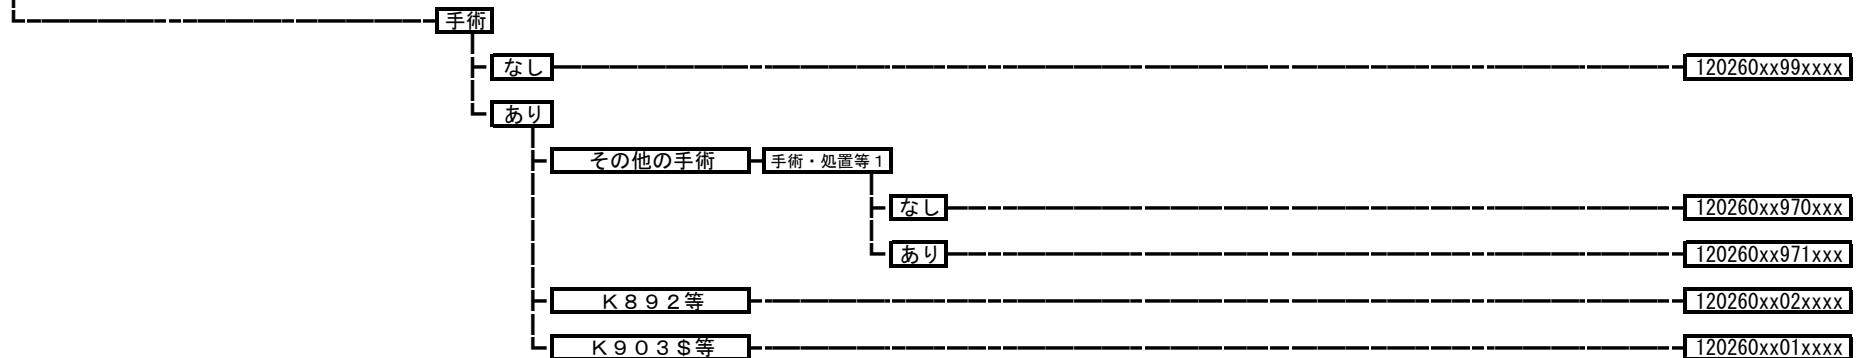 手術
なし 120260xx99xxxx
あり
その他の手術 手術・処置等1
なし 120260xx970xxx
あり 120260xx971xxx
K892等 120260xx02xxxx
K903$等 120260xx01xxxx